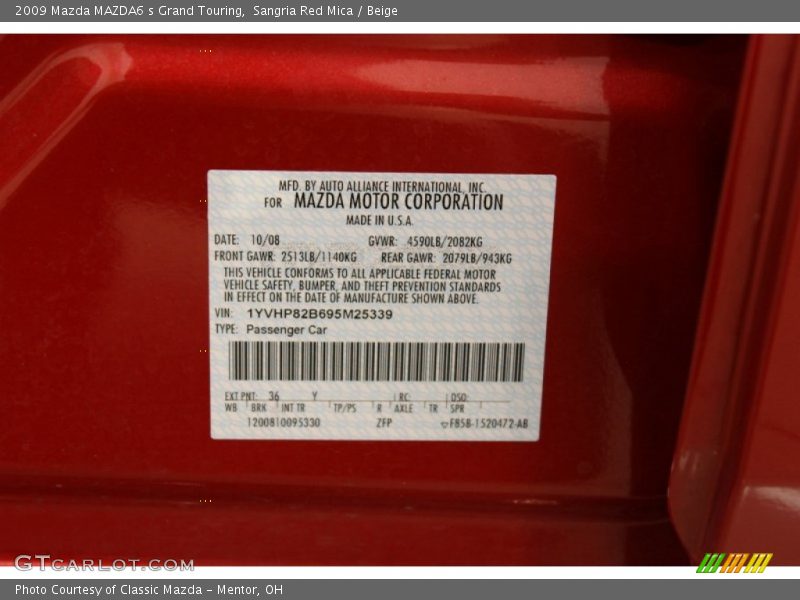 2009 Mazda MAZDA6 s Grand Touring, Sangria Red Mica / Beige
MFD. BY AUTO ALLIANCE INTERNATIONAL, INC.
FOR MAZDA MOTOR CORPORATION
MADE IN U.S.A.
DATE: 10/08 GVWR: 4590LB/2082KG
FRONT GAWR: 2513LB/1140KG REAR GAWR: 2079LB/943KG
THIS VEHICLE CONFORMS TO ALL APPLICABLE FEDERAL MOTOR
VEHICLE SAFETY, BUMPER, AND THEFT PREVENTION STANDARDS
IN EFFECT ON THE DATE OF MANUFACTURE SHOWN ABOVE.
VIN: 1YVHP82B695M25339
TYPE: Passenger Car
EXT PNT: 36 Y RC: DSO:
WB BRK INT TR TP/PS R AXLE TR SPR
1200810095330 ZFP F85B-1520472-AB
GTCARLOT.COM
Photo Courtesy of Classic Mazda - Mentor, OH